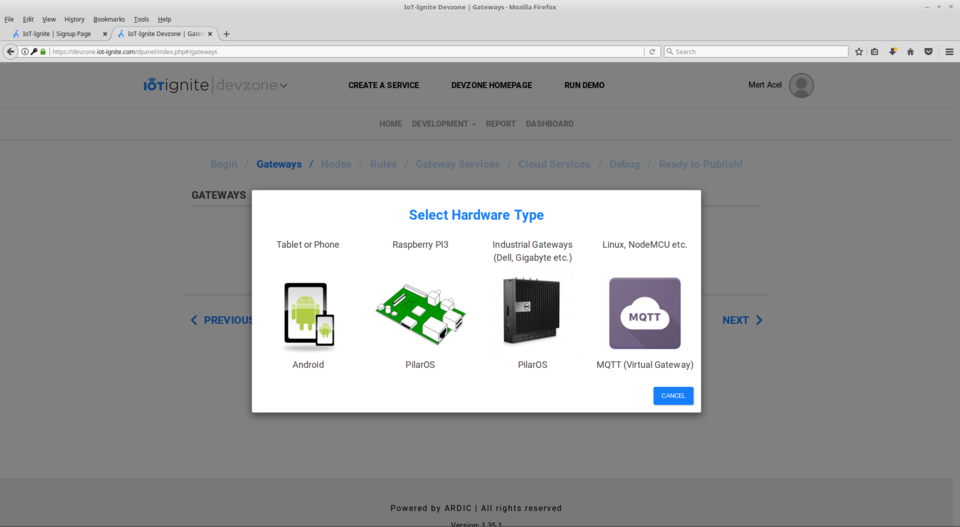 IoT-Ignite Devzone | Gateways - Mozilla Firefox
File Edit View History Bookmarks Tools Help
IoT-Ignite | Signup Page
IoT-Ignite Devzone | Gatew
https://devzone.iot-ignite.com/dpanel/index.php#/gateways
Search
IOTignite | devzone
CREATE A SERVICE DEVZONE HOMEPAGE RUN DEMO
Mert Acel
HOME DEVELOPMENT REPORT DASHBOARD
Begin / Gateways / Nodes / Rules / Gateway Services / Cloud Services / Debug / Ready to Publish!
GATEWAYS
Select Hardware Type
Tablet or Phone
Android
Raspberry PI3
PilarOS
Industrial Gateways
(Dell, Gigabyte etc.)
PilarOS
Linux, NodeMCU etc.
MQTT
MQTT (Virtual Gateway)
CANCEL
PREVIOUS
NEXT
Powered by ARDIC | All rights reserved
Version: 1.35.1